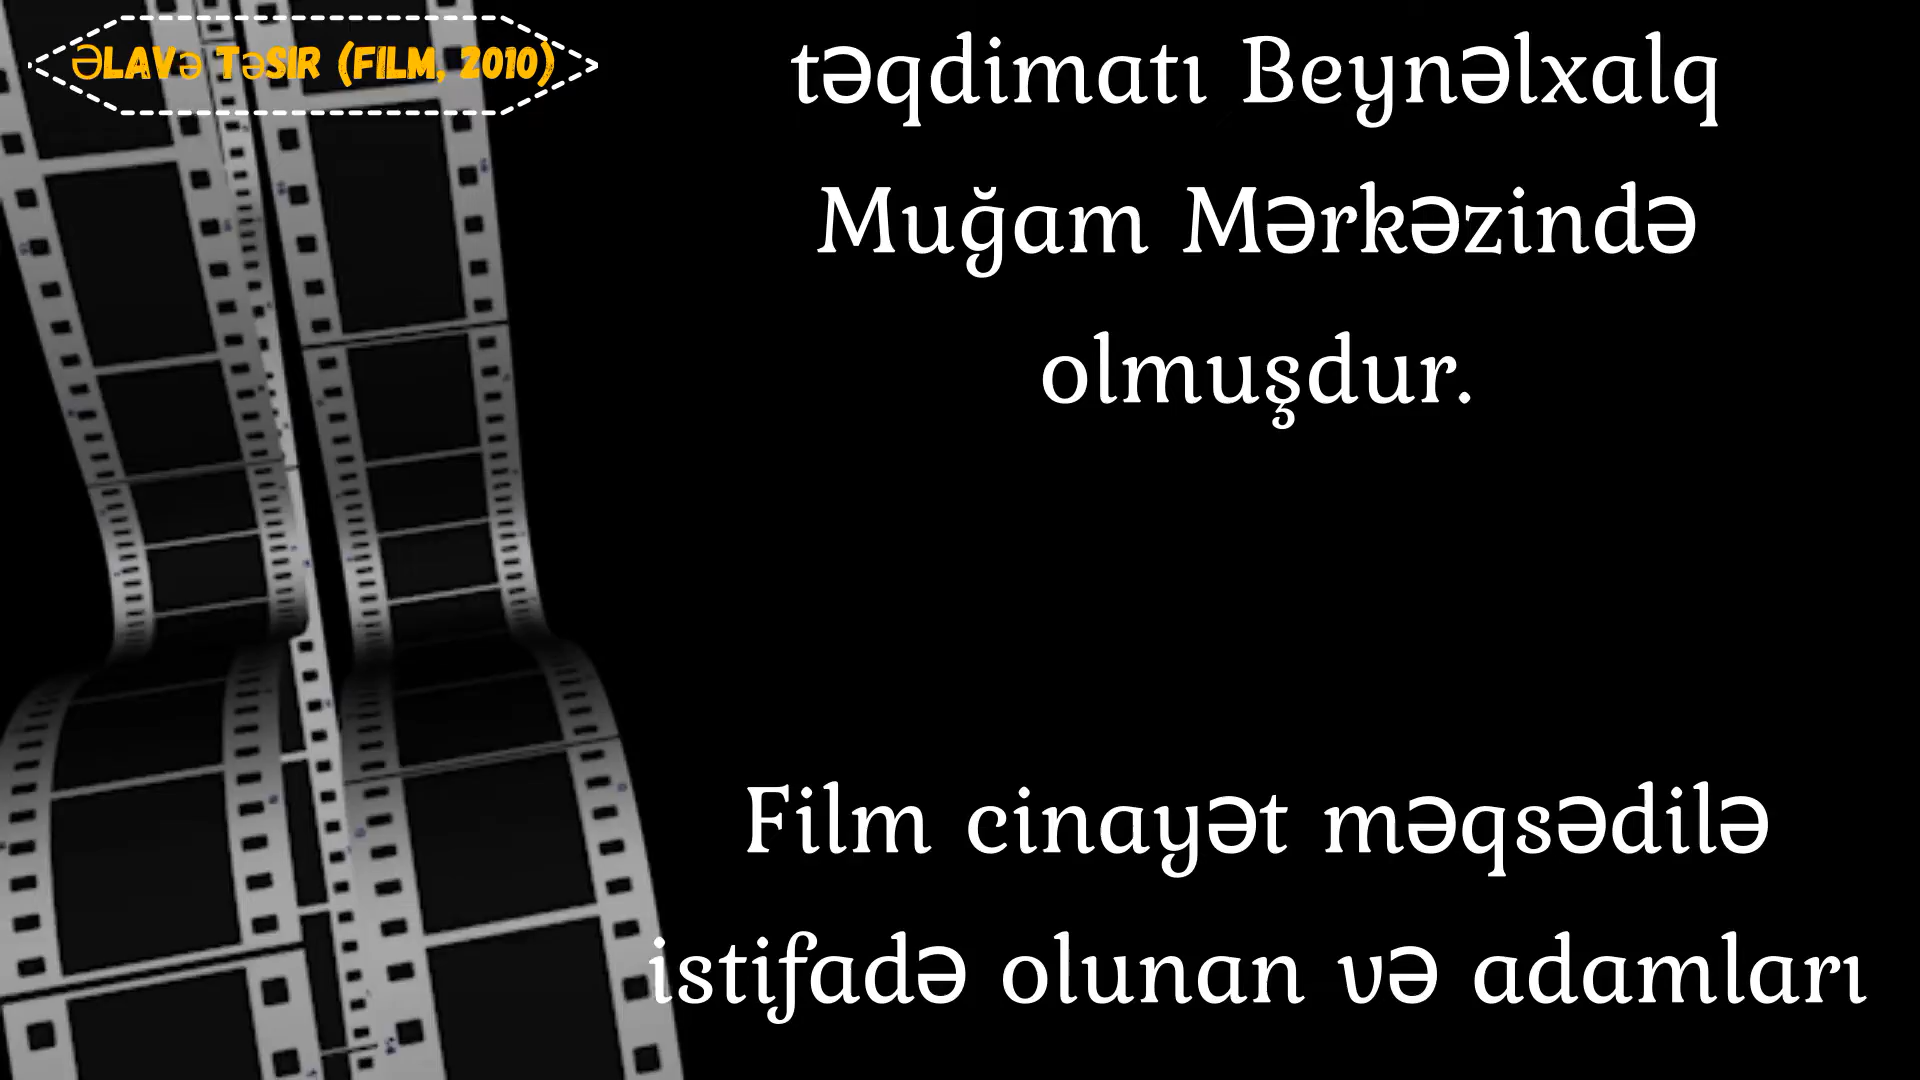 ƏLAVə TəSIR (FILM, 2010)
təqdimatı Beynəlxalq
Muğam Mərkəzində
olmuşdur.
Film cinayət məqsədilə
istifadə olunan və adamları